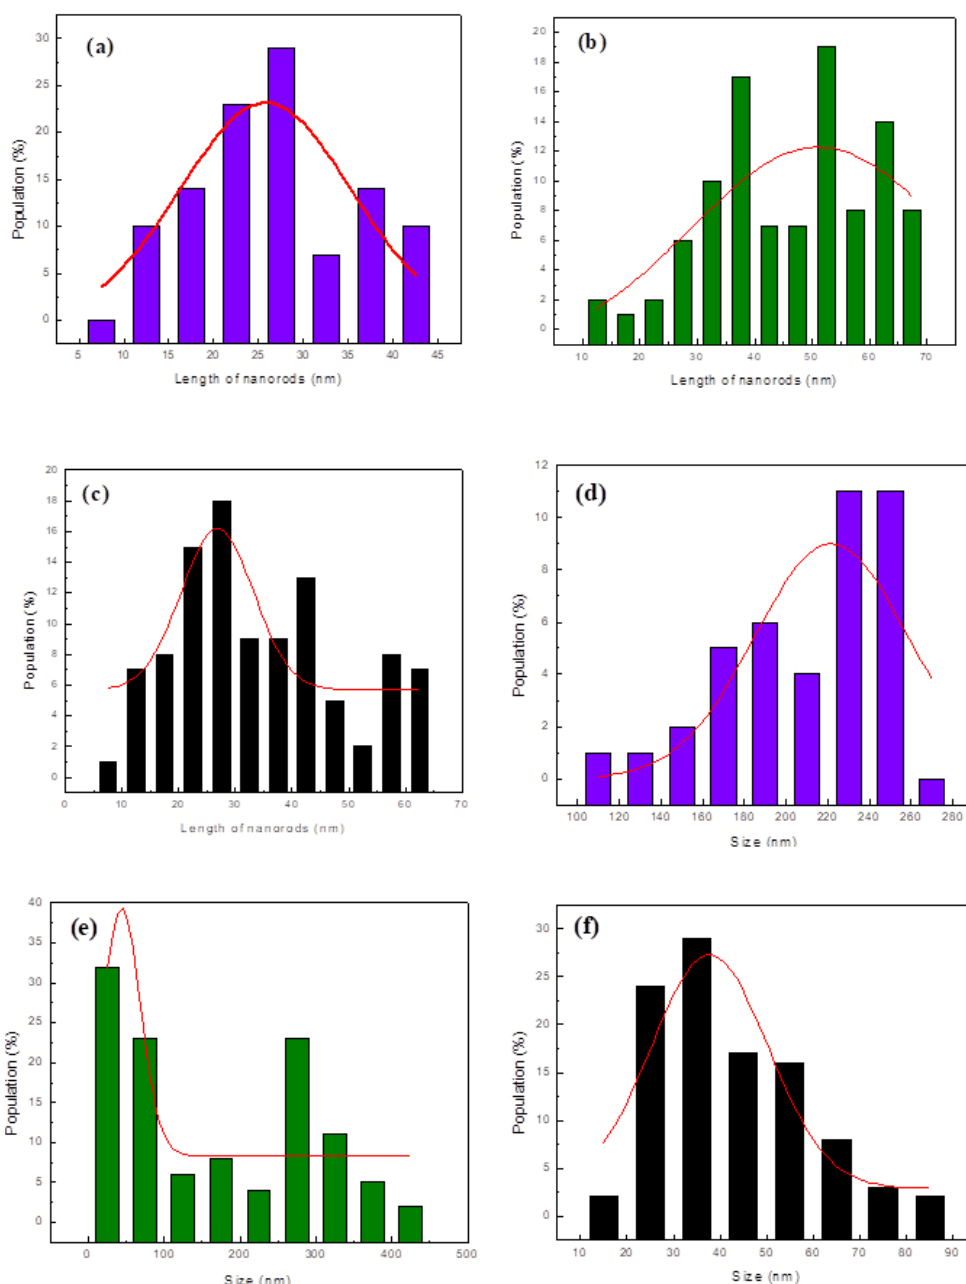 (a)
30
25
20
15
10
5
0
Population (%)
5 10 15 20 25 30 35 40 45
Length of nanorods (nm)
(b)
20
18
16
14
12
10
8
6
4
2
0
Population (%)
10 20 30 40 50 60 70
Length of nanorods (nm)
(c)
20
18
16
14
12
10
8
6
4
2
0
Population (%)
0 10 20 30 40 50 60 70
Length of nanorods (nm)
(d)
12
10
8
6
4
2
0
Population (%)
100 120 140 160 180 200 220 240 260 280
Size (nm)
(e)
40
35
30
25
20
15
10
5
0
Population (%)
0 100 200 300 400 500
Size (nm)
(f)
30
25
20
15
10
5
0
Population (%)
10 20 30 40 50 60 70 80 90
Size (nm)